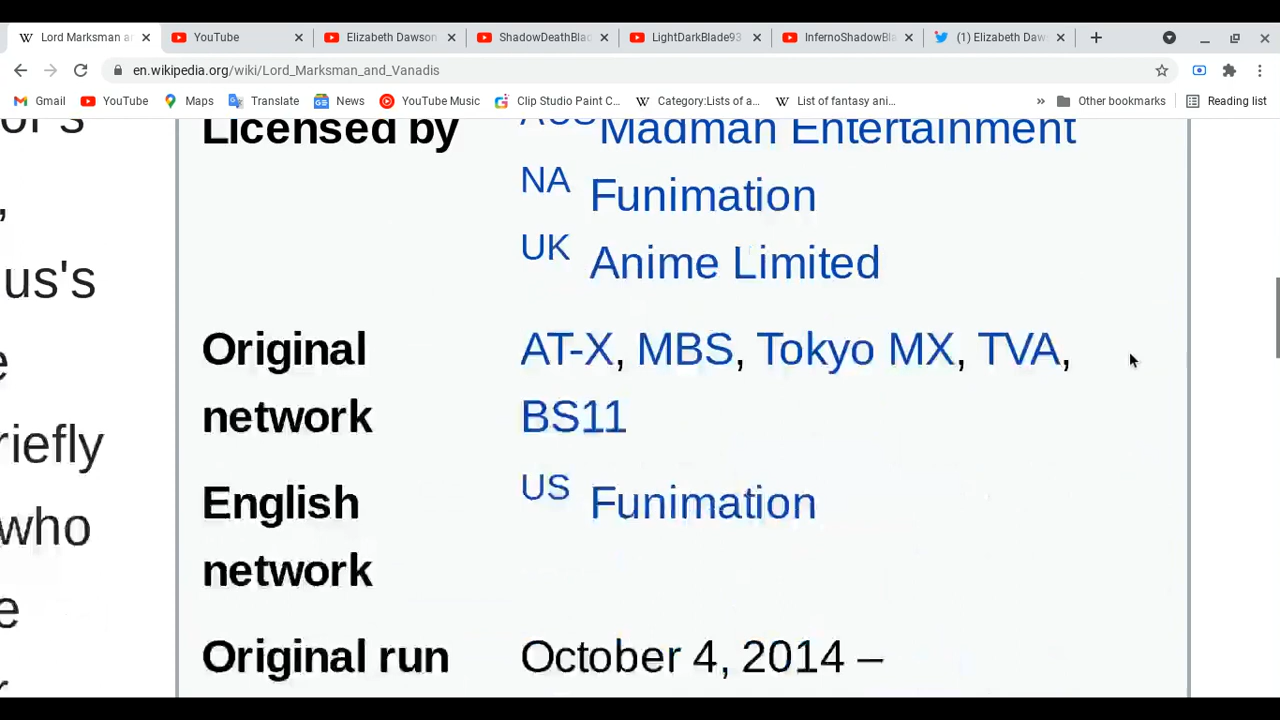 Lord Marksman a
YouTube
Elizabeth Dawson
ShadowDeathBla
LightDarkBlade93
InfernoShadowBla
(1) Elizabeth Daw
en.wikipedia.org/wiki/Lord_Marksman_and_Vanadis
Gmail YouTube Maps Translate News YouTube Music Clip Studio Paint C... Category:Lists of a... List of fantasy ani... » Other bookmarks Reading list
or's
Licensed by AUS Madman Entertainment
NA Funimation
,
UK Anime Limited
us's
Original AT-X, MBS, Tokyo MX, TVA,
e
network BS11
riefly
English US Funimation
who
network
e
Original run October 4, 2014 –